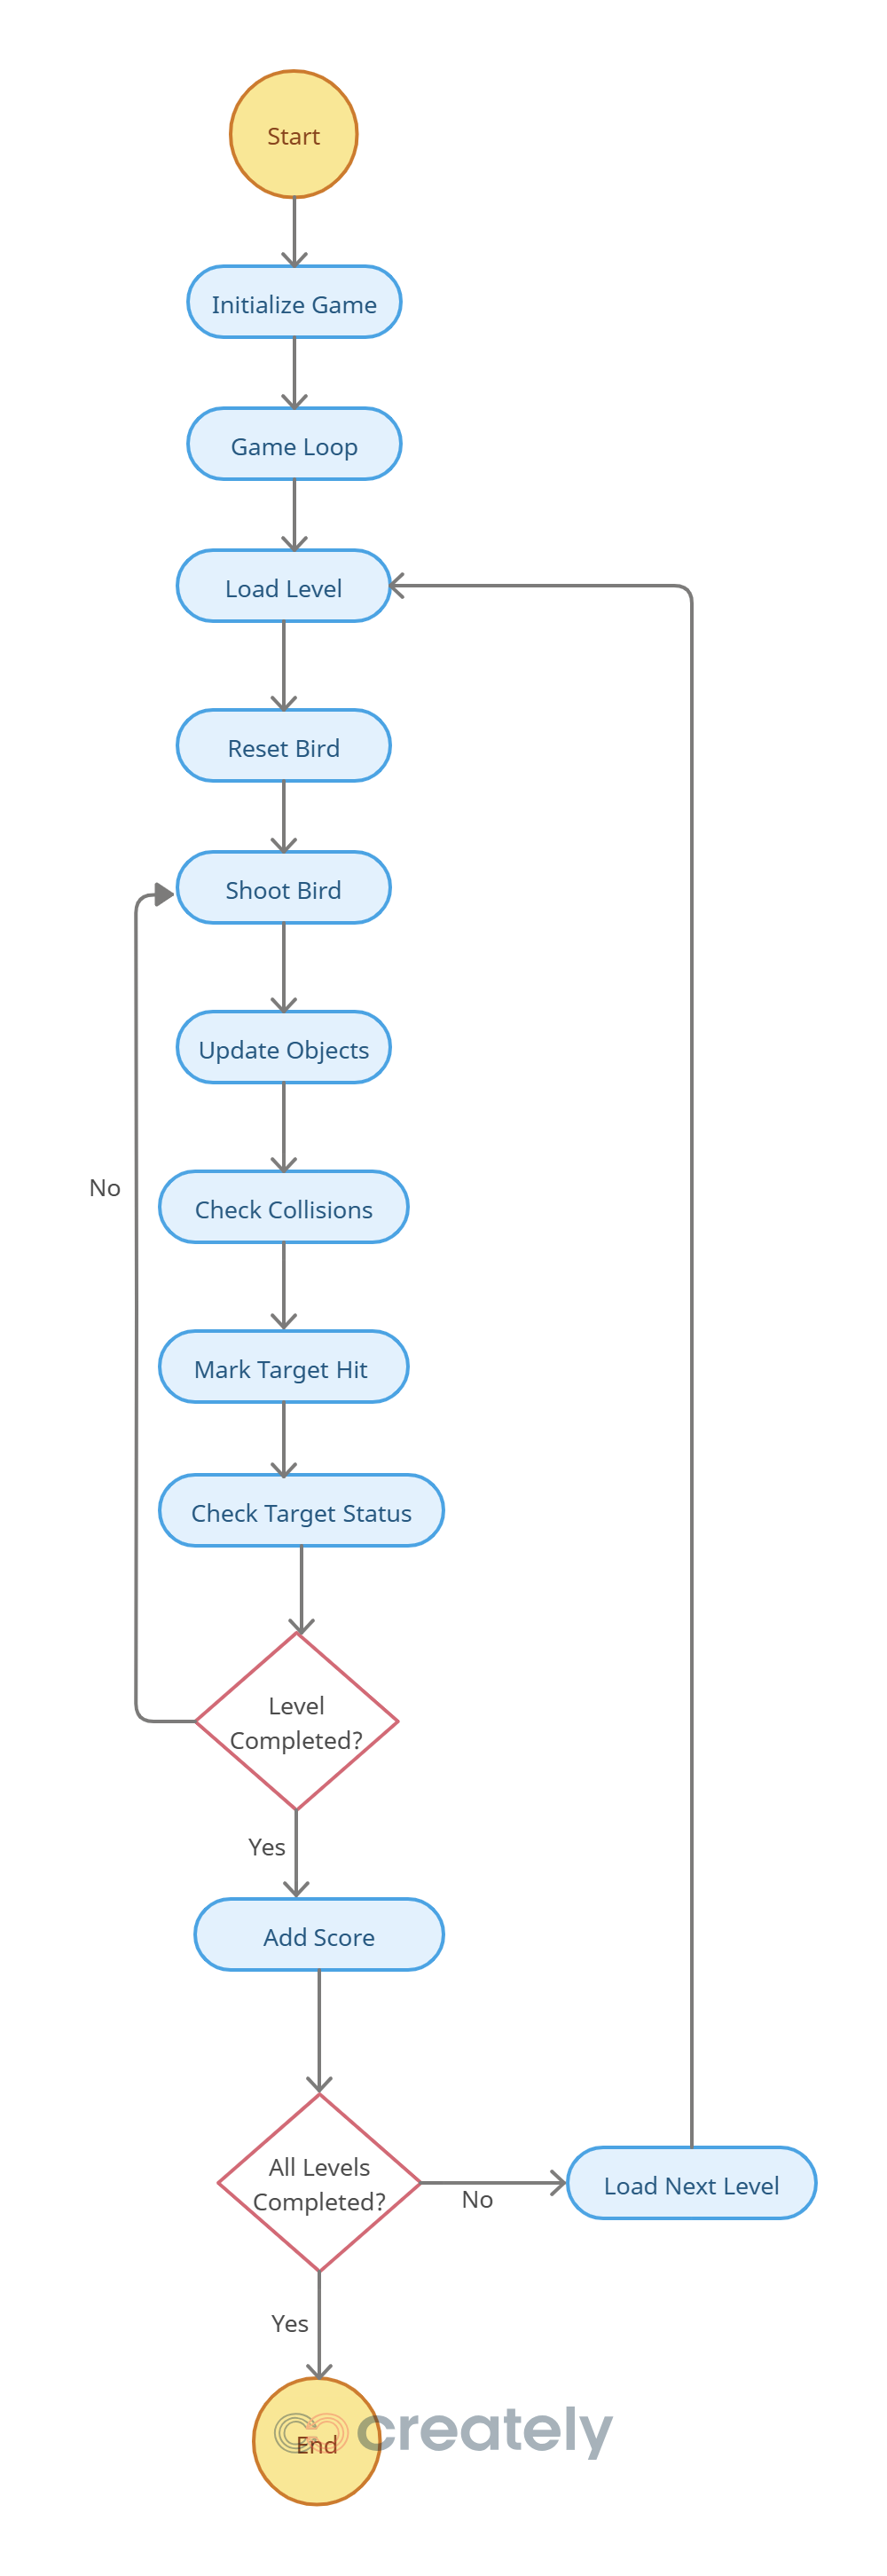 Start
Initialize Game
Game Loop
Load Level
Reset Bird
Shoot Bird
Update Objects
No
Check Collisions
Mark Target Hit
Check Target Status
Level
Completed?
Yes
Add Score
All Levels
Completed?
No
Load Next Level
Yes
End
creately